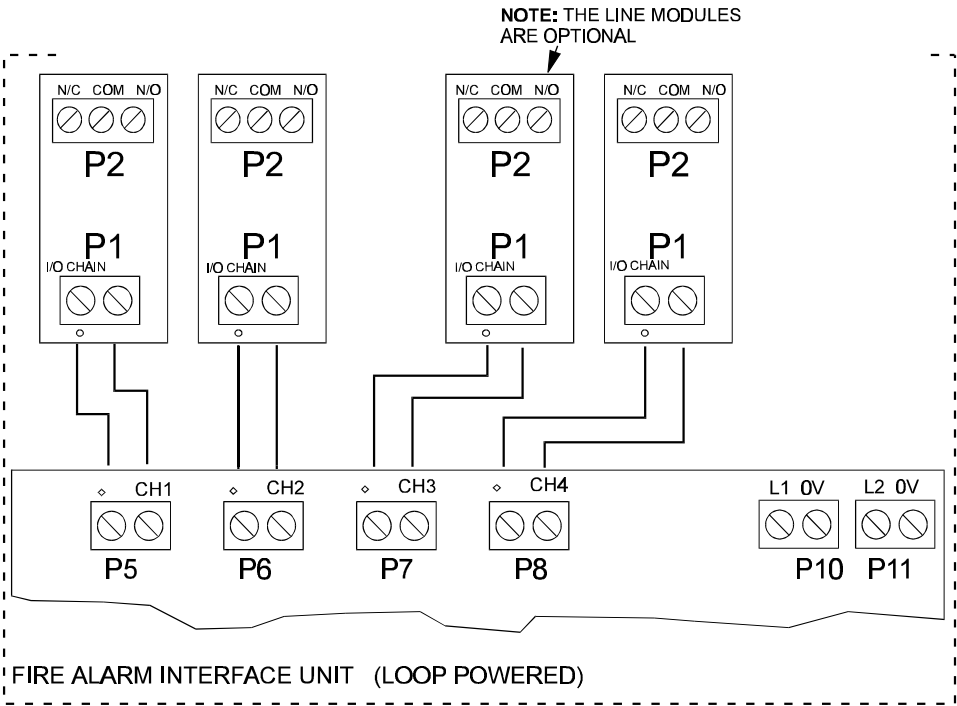 NOTE: THE LINE MODULES
ARE OPTIONAL
N/C COM N/O
N/C COM N/O
N/C COM N/O
N/C COM N/O
P2
P2
P2
P2
P1
P1
P1
P1
I/O CHAIN
I/O CHAIN
I/O CHAIN
I/O CHAIN
CH1
CH2
CH3
CH4
L1 0V
L2 0V
P5
P6
P7
P8
P10
P11
FIRE ALARM INTERFACE UNIT (LOOP POWERED)